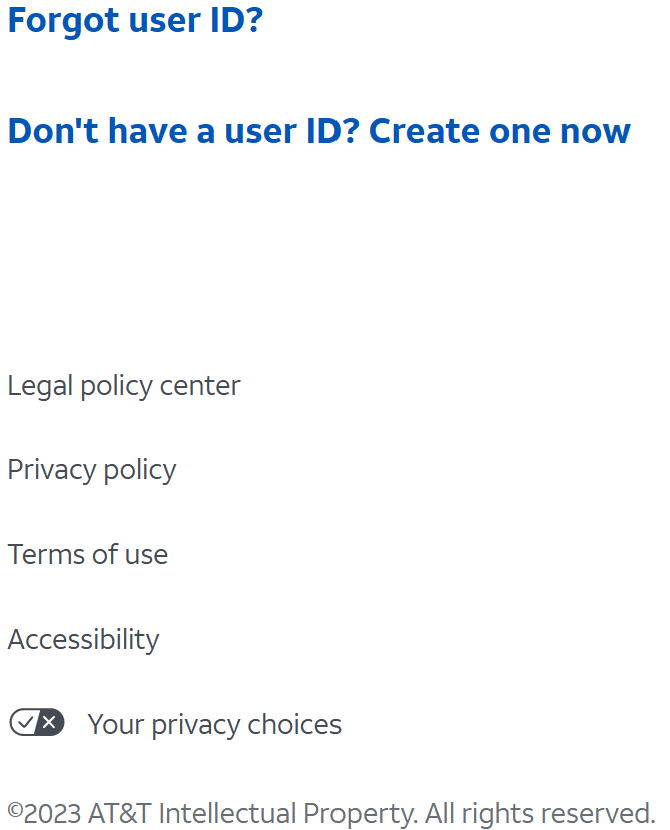 Forgot user ID?
Don't have a user ID? Create one now
Legal policy center
Privacy policy
Terms of use
Accessibility
Your privacy choices
©2023 AT&T Intellectual Property. All rights reserved.